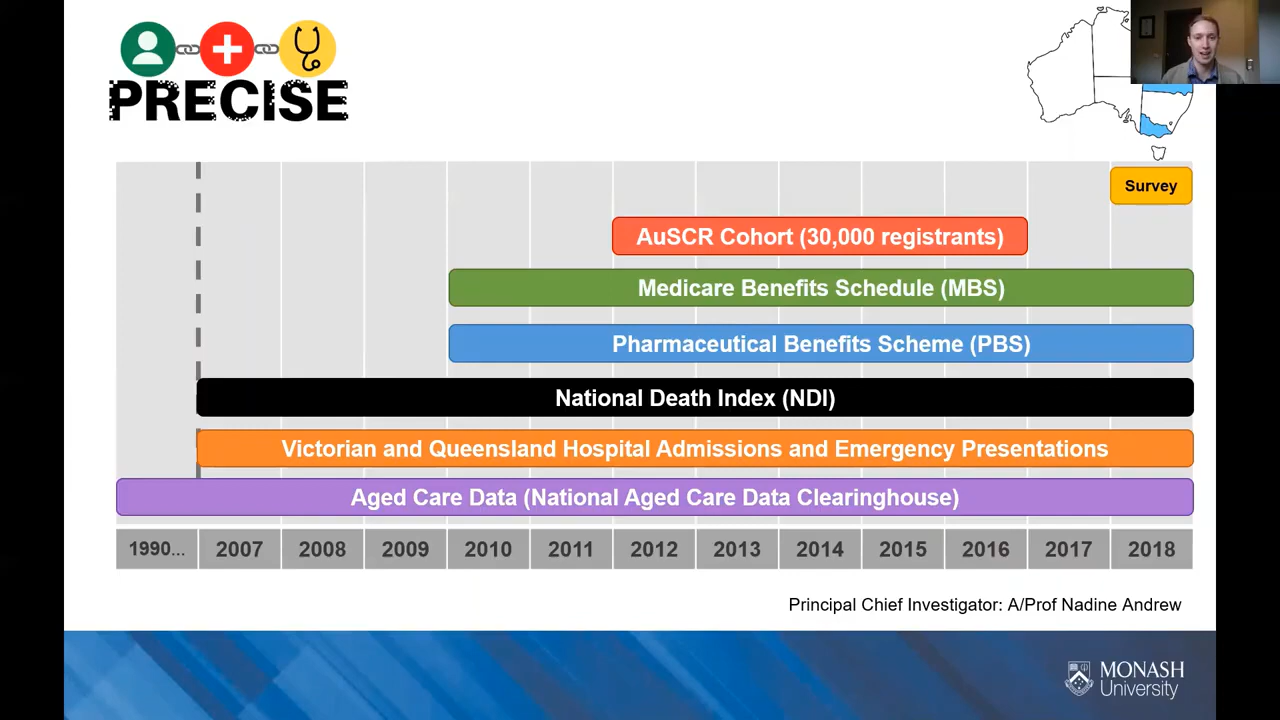 PRECISE
Survey
AuSCR Cohort (30,000 registrants)
Medicare Benefits Schedule (MBS)
Pharmaceutical Benefits Scheme (PBS)
National Death Index (NDI)
Victorian and Queensland Hospital Admissions and Emergency Presentations
Aged Care Data (National Aged Care Data Clearinghouse)
1990... 2007 2008 2009 2010 2011 2012 2013 2014 2015 2016 2017 2018
Principal Chief Investigator: A/Prof Nadine Andrew
MONASH
University